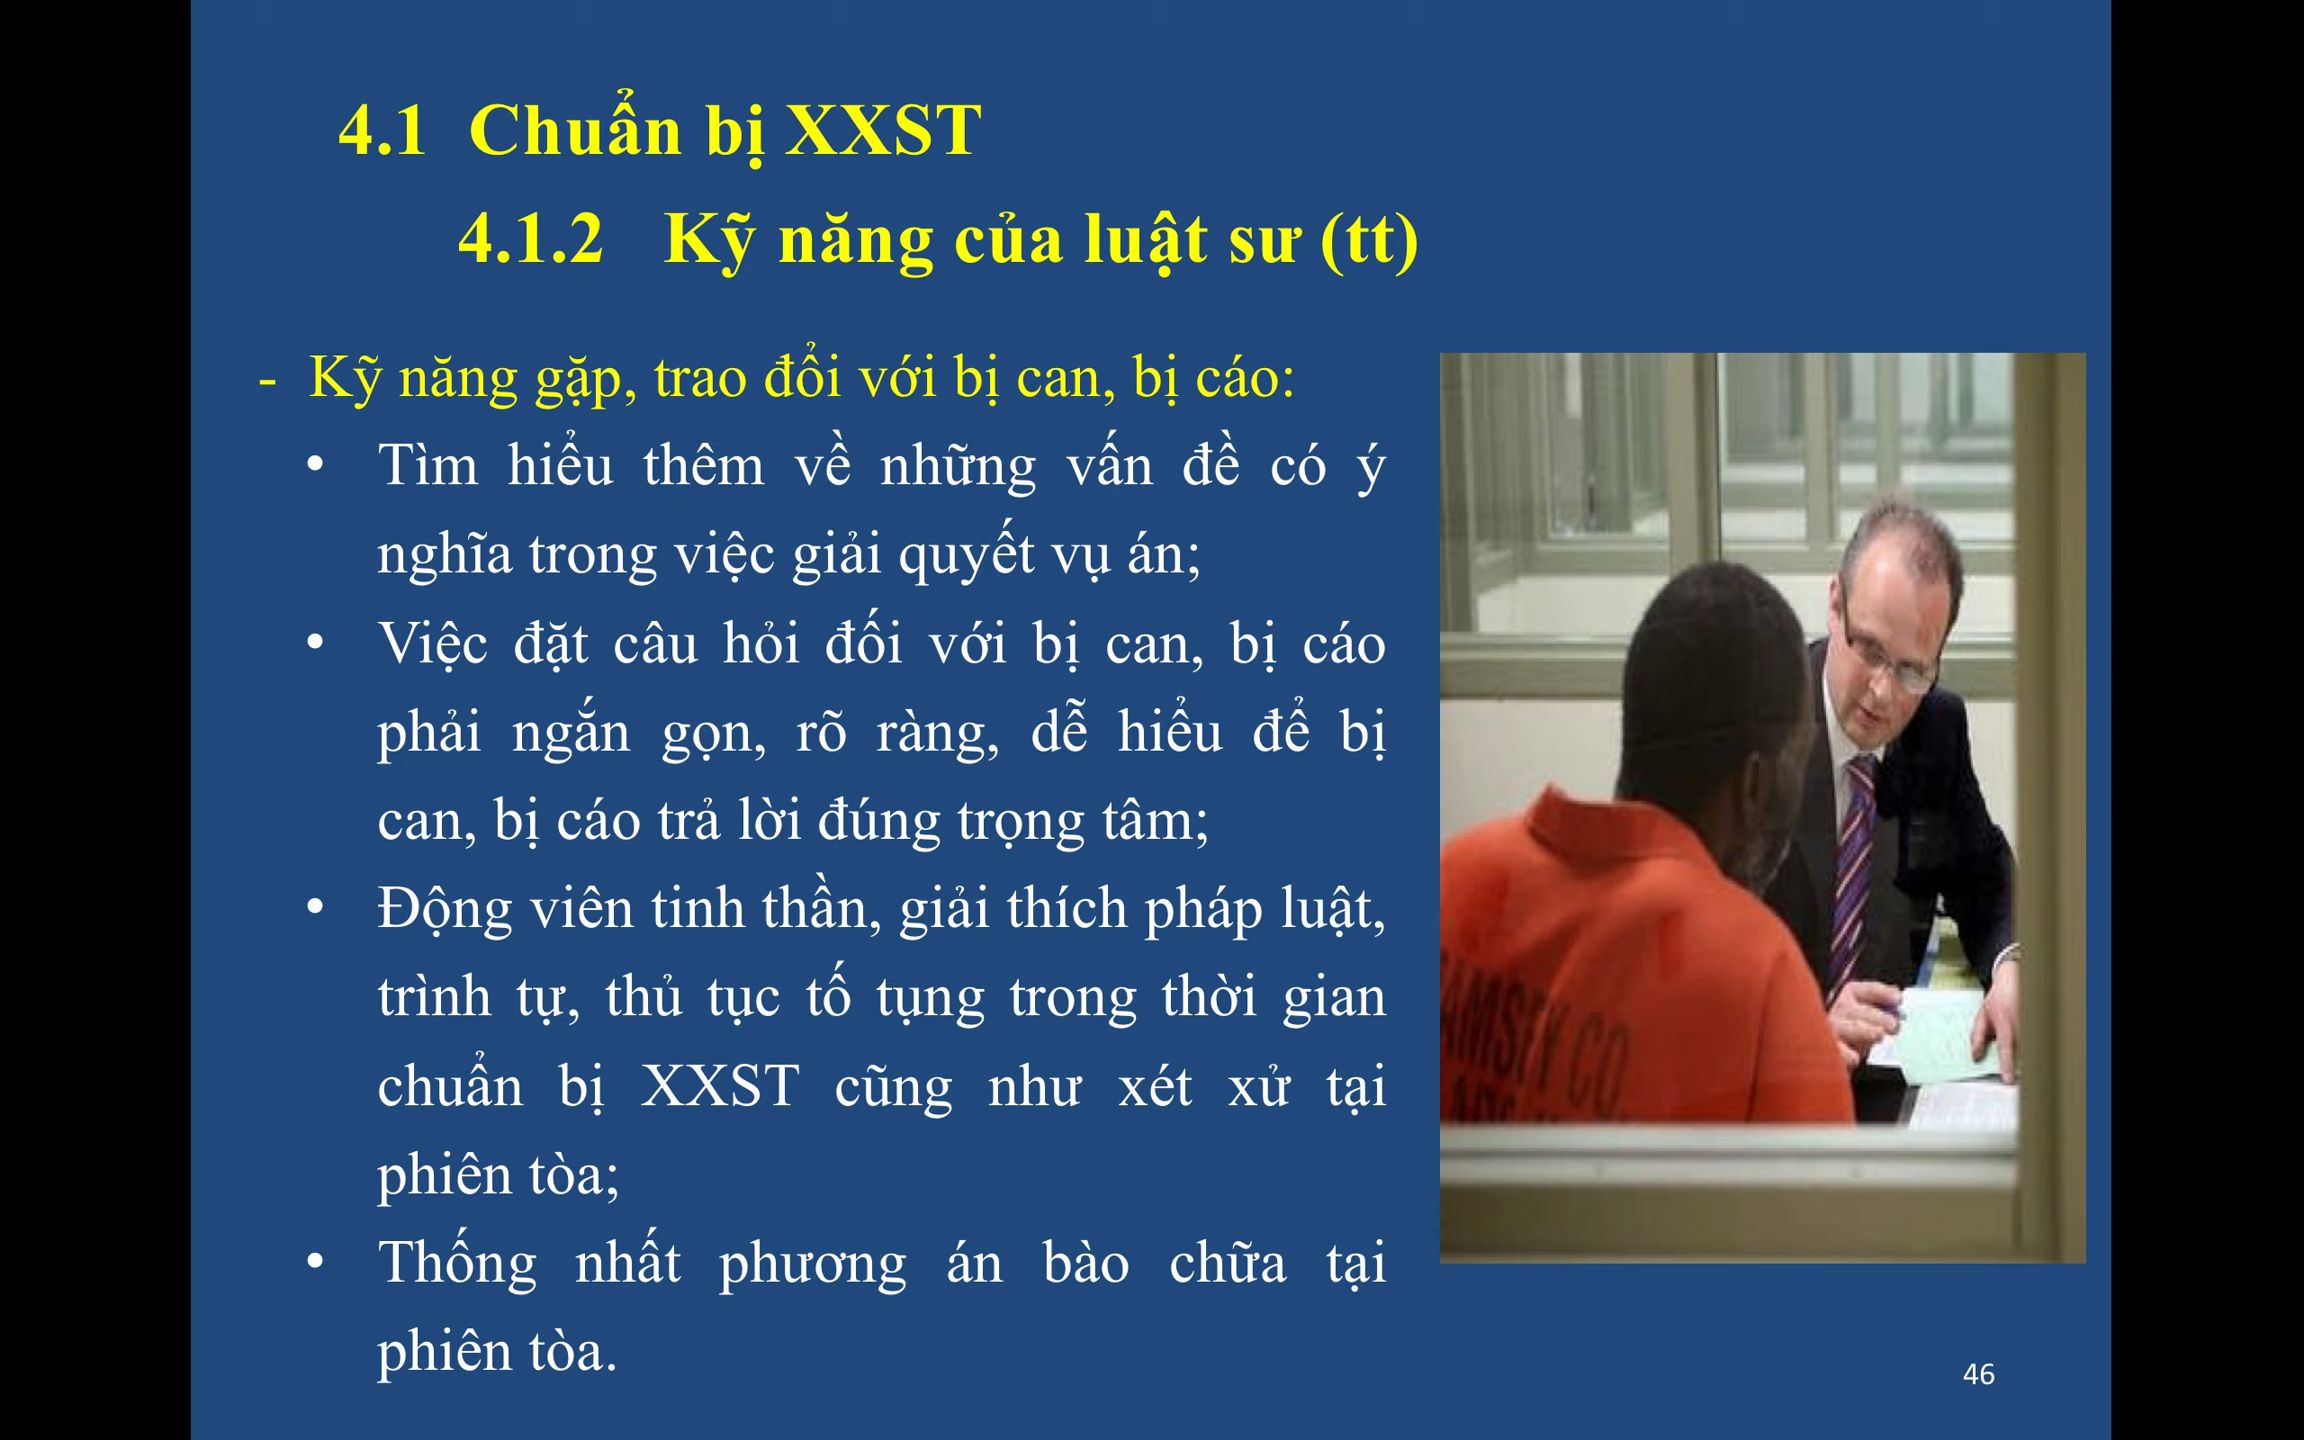 4.1 Chuẩn bị XXST
4.1.2 Kỹ năng của luật sư (tt)
- Kỹ năng gặp, trao đổi với bị can, bị cáo:
• Tìm hiểu thêm về những vấn đề có ý
nghĩa trong việc giải quyết vụ án;
• Việc đặt câu hỏi đối với bị can, bị cáo
phải ngắn gọn, rõ ràng, dễ hiểu để bị
can, bị cáo trả lời đúng trọng tâm;
• Động viên tinh thần, giải thích pháp luật,
trình tự, thủ tục tố tụng trong thời gian
chuẩn bị XXST cũng như xét xử tại
phiên tòa;
• Thống nhất phương án bào chữa tại
phiên tòa.
AMSEY CO.
46